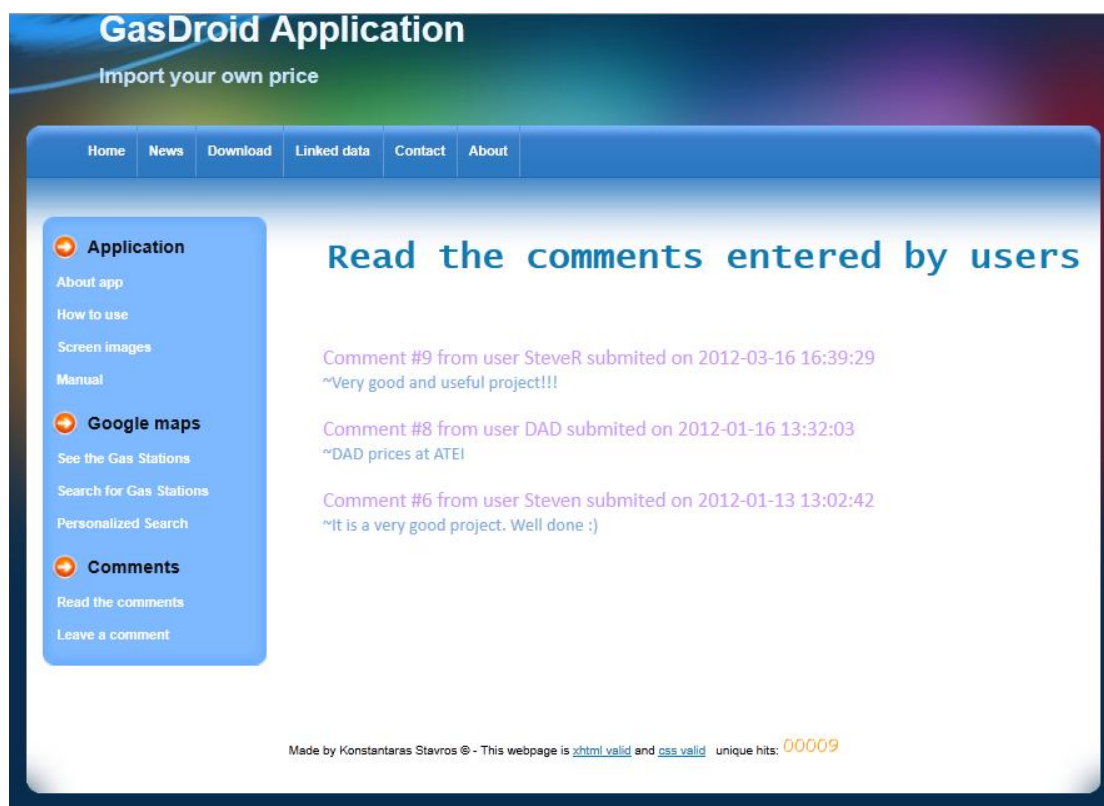 GasDroid Application
Import your own price
Home News Download Linked data Contact About
Application
About app
How to use
Screen images
Manual
Google maps
See the Gas Stations
Search for Gas Stations
Personalized Search
Comments
Read the comments
Leave a comment
Read the comments entered by users
Comment #9 from user SteveR submited on 2012-03-16 16:39:29
~Very good and useful project!!!
Comment #8 from user DAD submited on 2012-01-16 13:32:03
~DAD prices at ATEI
Comment #6 from user Steven submited on 2012-01-13 13:02:42
~It is a very good project. Well done :)
Made by Konstantaras Stavros ® - This webpage is xhtml valid and css valid unique hits: 00009